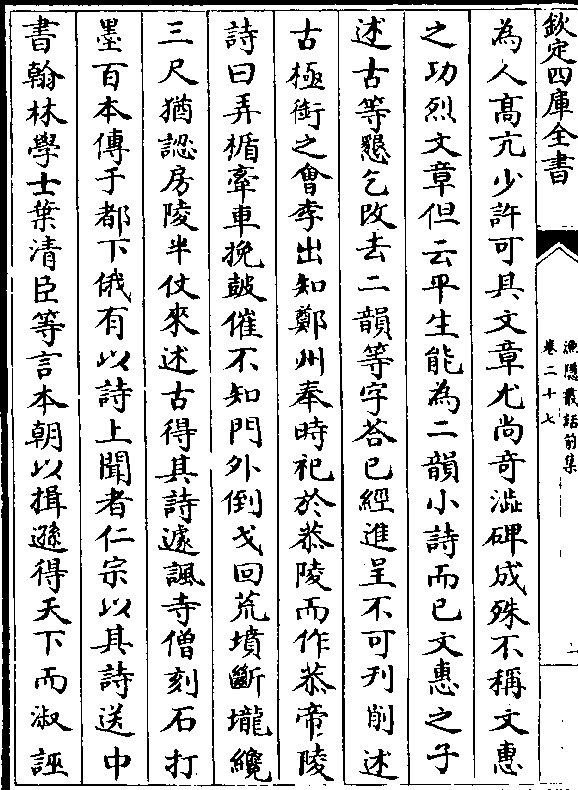 欽定四庫全書
漁隠叢話前集
卷二十七
為人高亢少許可其文章尤尚奇澁碑成殊不稱文惠
之功烈文章但云平生能為二韻小詩而已文惠之子
述古等懇乞改去二韻等字答已經進呈不可刋削述
古極銜之會李出知鄭州奉時祀於恭陵而作恭帝陵
詩曰弄楯牽車挽皷催不知門外倒戈回荒墳斷壠纔
三尺猶認房陵半仗來述古得其詩遽諷寺僧刻石打
墨百本傳于都下俄有以詩上聞者仁宗以其詩送中
書翰林學士葉清臣等言本朝以揖遜得天下而淑誣